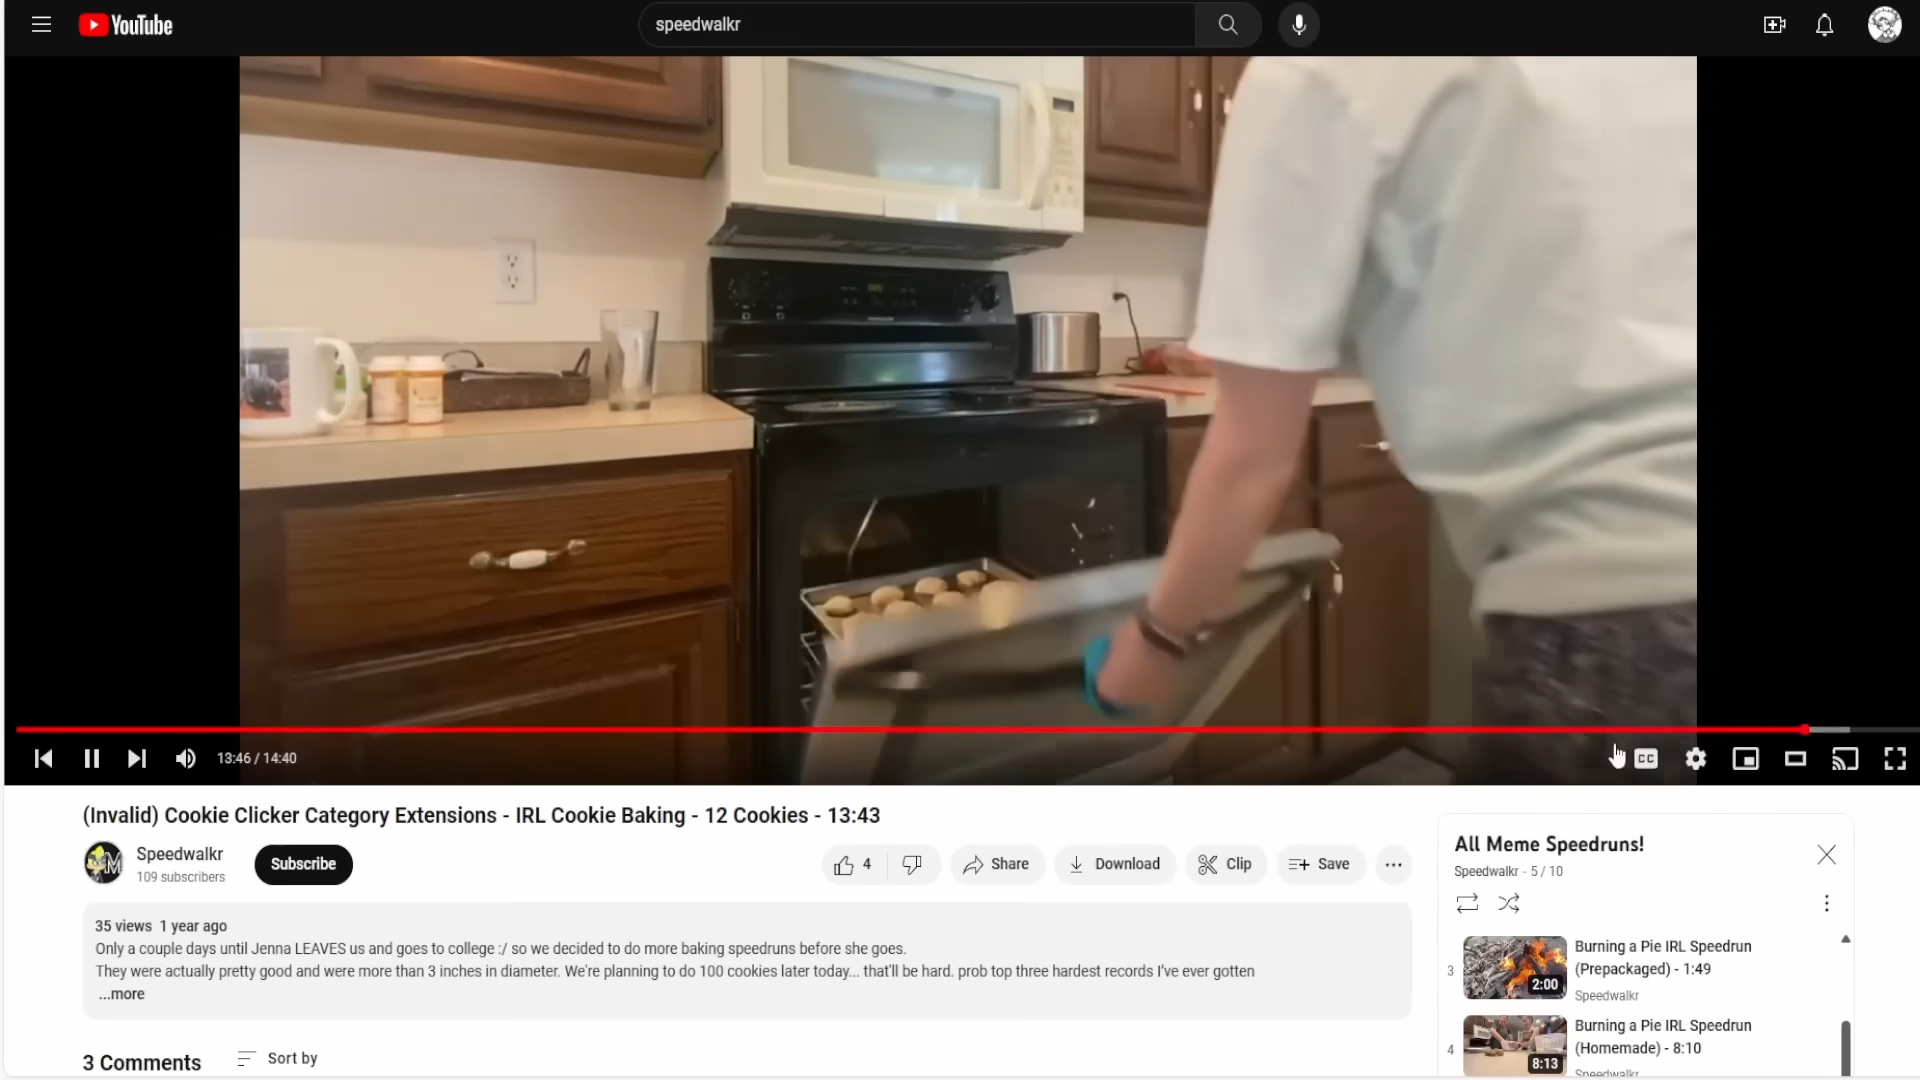 YouTube
speedwalkr
13:46 / 14:40
CC
(Invalid) Cookie Clicker Category Extensions - IRL Cookie Baking - 12 Cookies - 13:43
Speedwalkr
109 subscribers
Subscribe
4
Share
Download
Clip
Save
35 views 1 year ago
Only a couple days until Jenna LEAVES us and goes to college :/ so we decided to do more baking speedruns before she goes.
They were actually pretty good and were more than 3 inches in diameter. We're planning to do 100 cookies later today... that'll be hard. prob top three hardest records I've ever gotten
...more
3 Comments
Sort by
All Meme Speedruns!
Speedwalkr - 5 / 10
3
2:00
Burning a Pie IRL Speedrun
(Prepackaged) - 1:49
Speedwalkr
4
8:13
Burning a Pie IRL Speedrun
(Homemade) - 8:10
Speedwalkr